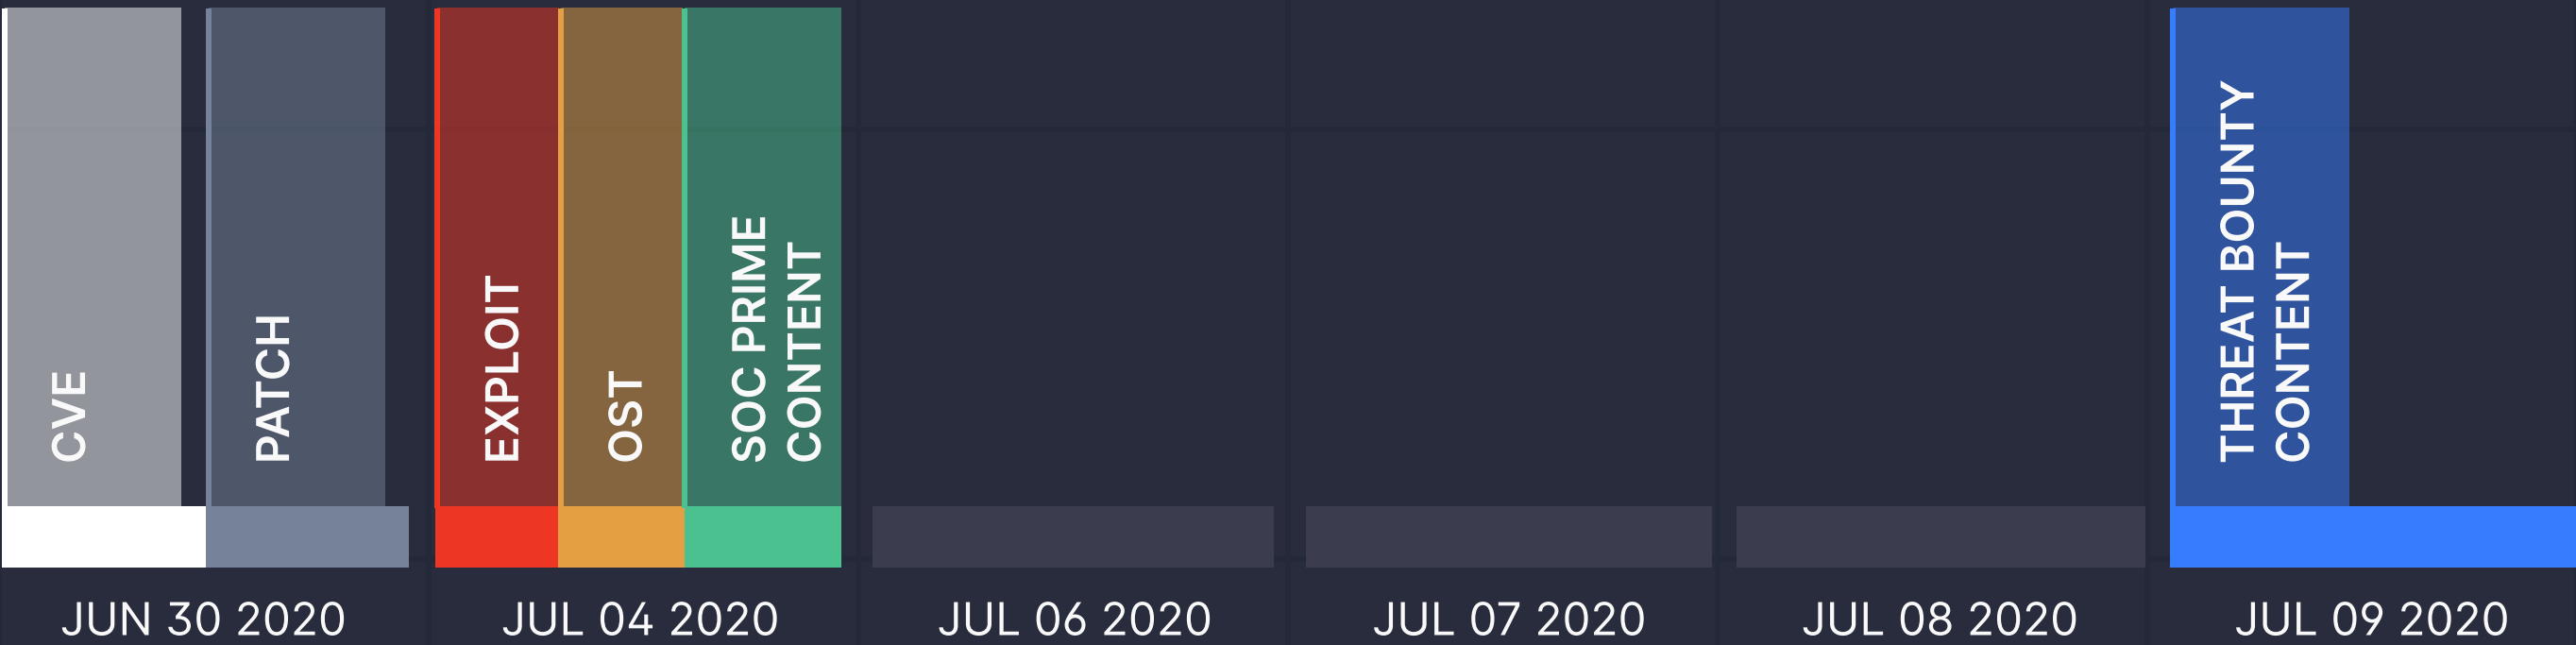 CVE
PATCH
EXPLOIT
OST
SOC PRIME
CONTENT
THREAT BOUNTY
CONTENT
JUN 30 2020
JUL 04 2020
JUL 06 2020
JUL 07 2020
JUL 08 2020
JUL 09 2020